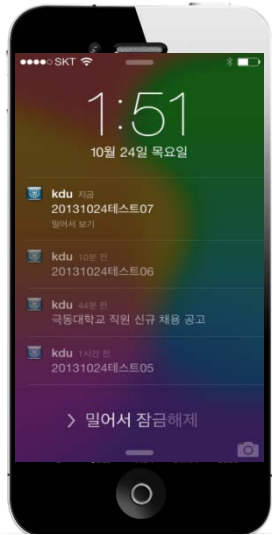 SKT
1:51
10월 24일 목요일
kdu 지금
20131024테스트07
밀어서 보기
kdu 10분 전
20131024테스트06
kdu 44분 전
극동대학교 직원 신규 채용 공고
kdu 1시간 전
20131024테스트05
> 밀어서 잠금해제